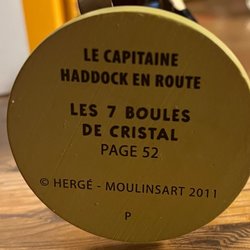 LE CAPITAINE
HADDOCK EN ROUTE
LES 7 BOULES
DE CRISTAL
PAGE 52
© HERGÉ - MOULINSART 2011
P